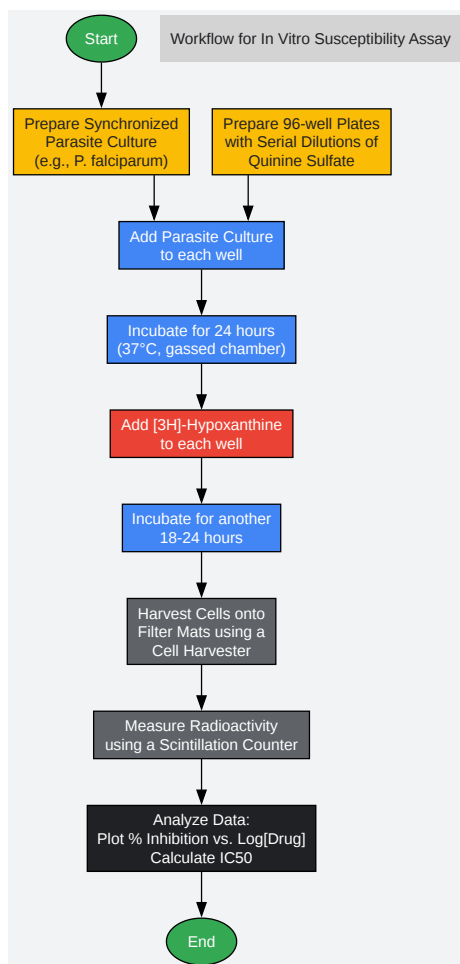 Start
Workflow for In Vitro Susceptibility Assay
Prepare Synchronized
Parasite Culture
(e.g., P. falciparum)
Prepare 96-well Plates
with Serial Dilutions of
Quinine Sulfate
Add Parasite Culture
to each well
Incubate for 24 hours
(37°C, gassed chamber)
Add [3H]-Hypoxanthine
to each well
Incubate for another
18-24 hours
Harvest Cells onto
Filter Mats using a
Cell Harvester
Measure Radioactivity
using a Scintillation Counter
Analyze Data:
Plot % Inhibition vs. Log[Drug]
Calculate IC50
End